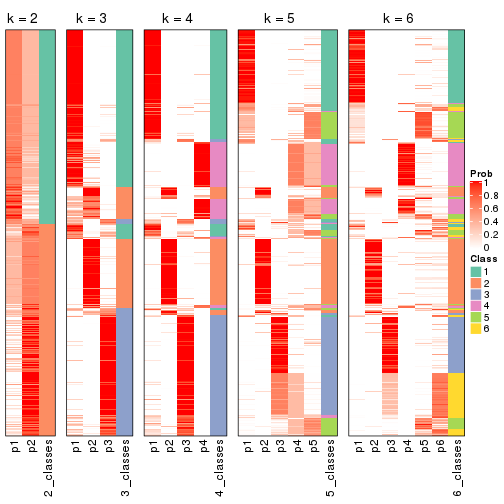 k = 2
k = 3
k = 4
k = 5
k = 6
p1
p2
2_classes
p1
p2
p3
3_classes
p1
p2
p3
p4
4_classes
p1
p2
p3
p4
p5
5_classes
p1
p2
p3
p4
p5
p6
6_classes
Prob
1
0.8
0.6
0.4
0.2
0
Class
1
2
3
4
5
6